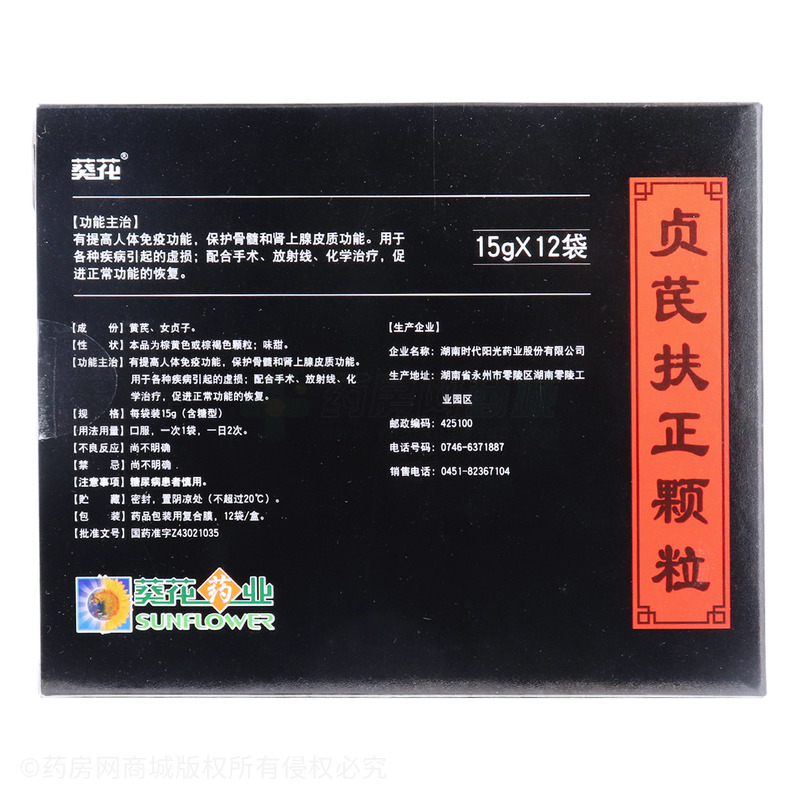 葵花®
【功能主治】
有提高人体免疫功能，保护骨髓和肾上腺皮质功能。用于
各种疾病引起的虚损；配合手术、放射线、化学治疗，促
进正常功能的恢复。
15gX12袋
【成　份】黄芪、女贞子。
【性　状】本品为棕黄色或棕褐色颗粒；味甜。
【功能主治】有提高人体免疫功能，保护骨髓和肾上腺皮质功能。
用于各种疾病引起的虚损；配合手术、放射线、化
学治疗，促进正常功能的恢复。
【规　格】每袋装15g（含糖型）
【用法用量】口服，一次1袋，一日2次。
【不良反应】尚不明确
【禁　忌】尚不明确
【注意事项】糖尿病患者慎用。
【贮　藏】密封，置阴凉处（不超过20℃）。
【包　装】药品包装用复合膜，12袋/盒。
【批准文号】国药准字Z43021035
【生产企业】
企业名称：湖南时代阳光药业股份有限公司
生产地址：湖南省永州市零陵区湖南零陵工
业园区
邮政编码：425100
电话号码：0746-6371887
销售电话：0451-82367104
贞芪扶正颗粒
葵花药业
SUNFLOWER
©药房网商城版权所有侵权必究